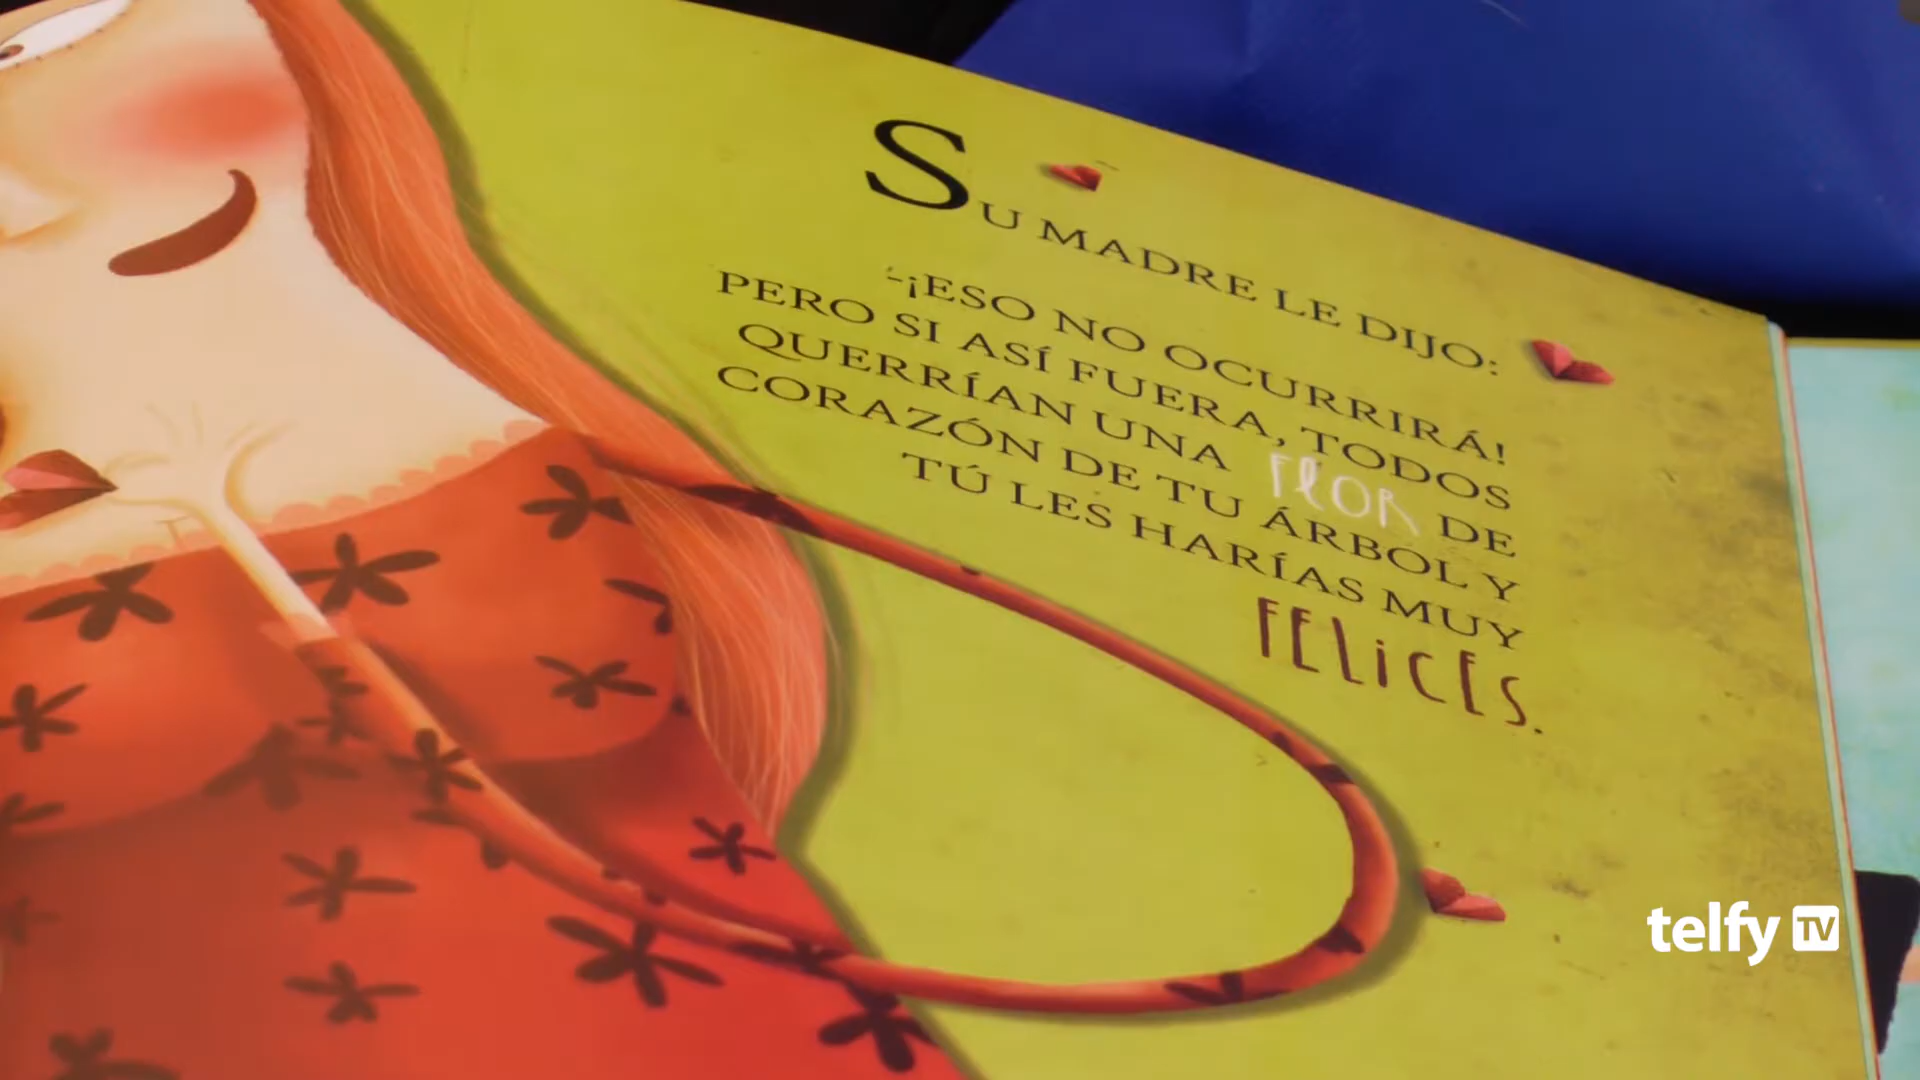 SU MADRE LE DIJO:
-¡ESO NO OCURRIRÁ!
PERO SI ASÍ FUERA, TODOS
QUERRÍAN UNA FLOR DE
CORAZÓN DE TU ÁRBOL Y
TÚ LES HARÍAS MUY
FELICES.
telfy TV